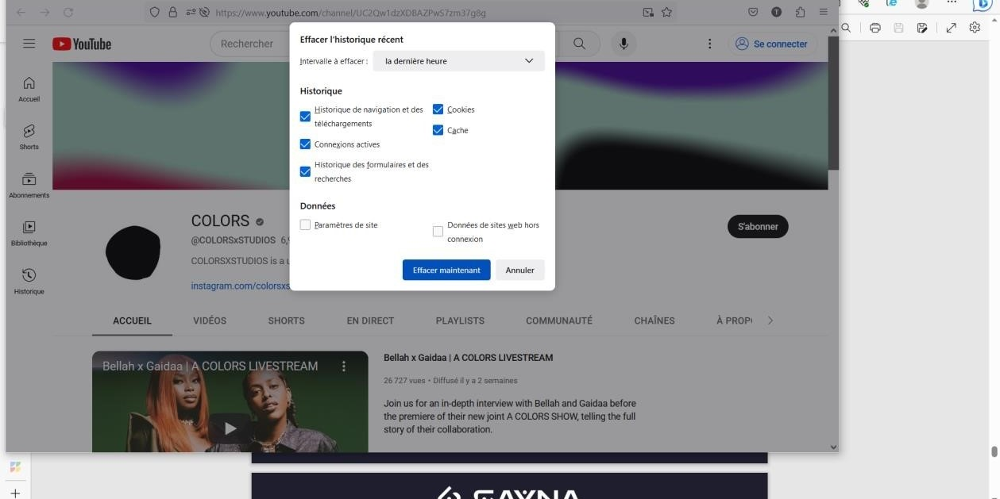 https://www.youtube.com/channel/UC2Qw1dzXDBAZPwS7zm37g8g
YouTube
Rechercher
Se connecter
Accueil
Shorts
Abonnements
Bibliothèque
Historique
Effacer l'historique récent
Intervalle à effacer :
la dernière heure
Historique
Historique de navigation et des
téléchargements
Cookies
Cache
Connexions actives
Historique des formulaires et des
recherches
Données
Paramètres de site
Données de sites web hors
connexion
Effacer maintenant
Annuler
COLORS
@COLORSxSTUDIOS
COLORSXSTUDIOS is a
instagram.com/colorsxs
S'abonner
ACCUEIL
VIDÉOS
SHORTS
EN DIRECT
PLAYLISTS
COMMUNAUTÉ
CHAÎNES
À PROP
Bellah x Gaidaa | A COLORS LIVESTREAM
Bellah x Gaidaa | A COLORS LIVESTREAM
26 727 vues • Diffusé il y a 2 semaines
Join us for an in-depth interview with Bellah and Gaidaa before
the premiere of their new joint A COLORS SHOW, telling the full
story of their collaboration.